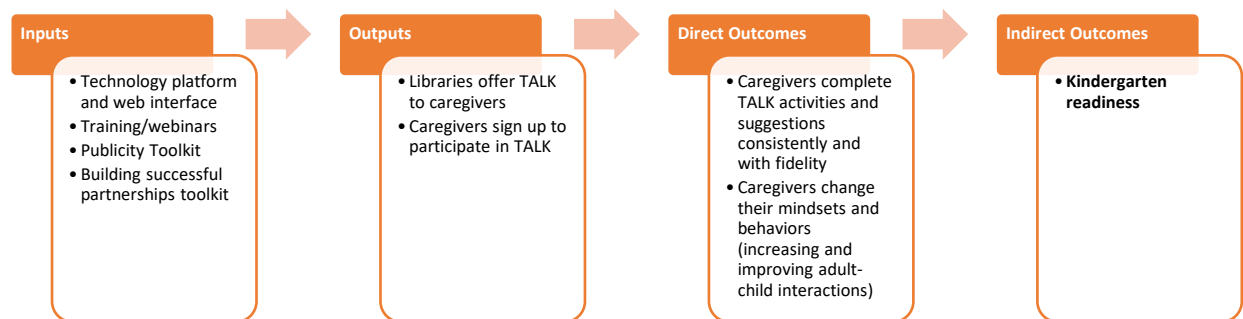 Inputs
• Technology platform
and web interface
• Training/webinars
• Publicity Toolkit
• Building successful
partnerships toolkit
Outputs
• Libraries offer TALK
to caregivers
• Caregivers sign up to
participate in TALK
Direct Outcomes
• Caregivers complete
TALK activities and
suggestions
consistently and
with fidelity
• Caregivers change
their mindsets and
behaviors
(increasing and
improving adult-
child interactions)
Indirect Outcomes
• Kindergarten
readiness